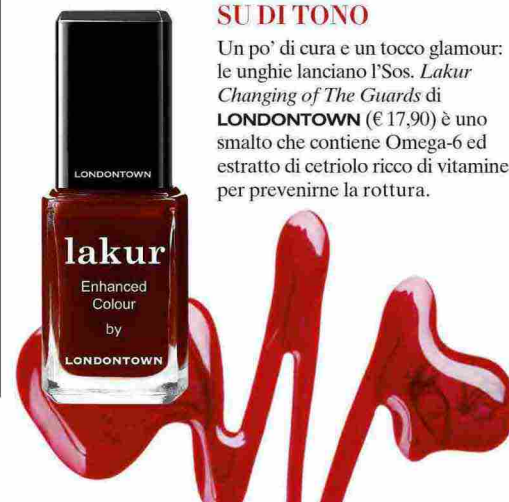 SU DI TONO
Un po' di cura e un tocco glamour:
le unghie lanciano l'Sos. Lakur
Changing of The Guards di
LONDONTOWN (€ 17,90) è uno
smalto che contiene Omega-6 ed
estratto di cetriolo ricco di vitamine
per prevenirne la rottura.
LONDONTOWN
lakur
Enhanced
Colour
by
LONDONTOWN